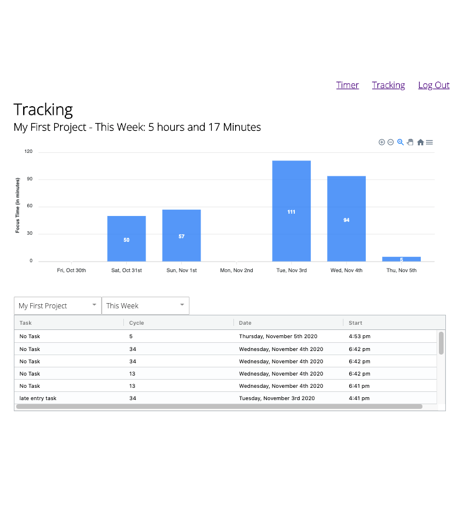 Timer Tracking Log Out
Tracking
My First Project - This Week: 5 hours and 17 Minutes
120
90
60
30
0
Focus Time (in minutes)
50
57
111
94
5
Fri, Oct 30th Sat, Oct 31st Sun, Nov 1st Mon, Nov 2nd Tue, Nov 3rd Wed, Nov 4th Thu, Nov 5th
My First Project This Week
Task Cycle Date Start
No Task 5 Thursday, November 5th 2020 4:53 pm
No Task 34 Wednesday, November 4th 2020 6:42 pm
No Task 34 Wednesday, November 4th 2020 6:42 pm
No Task 13 Wednesday, November 4th 2020 6:42 pm
No Task 13 Wednesday, November 4th 2020 6:41 pm
late entry task 34 Tuesday, November 3rd 2020 4:41 pm